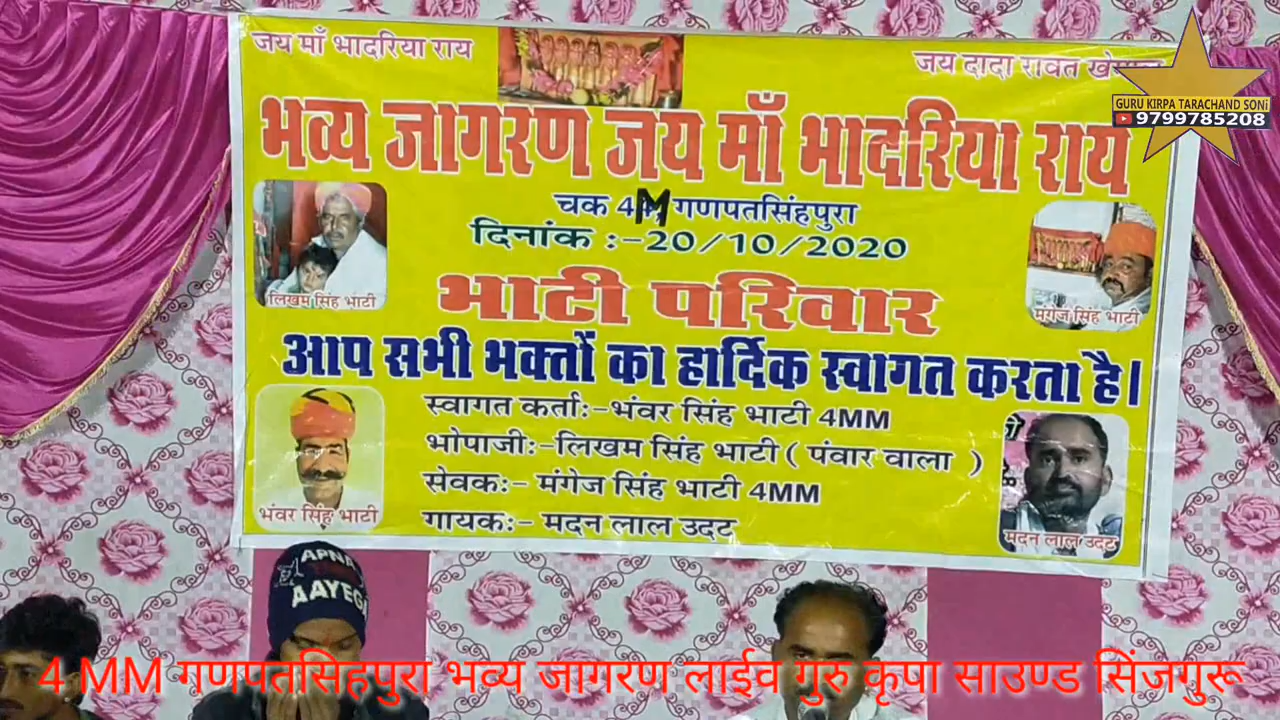 जय माँ भादरिया राय
जय दादा रावत
GURU KIRPA TARACHAND SONi
9799785208
भव्य जागरण जय माँ भादरिया राय
चक 4M गणपतसिंहपुरा
दिनांक :-20/10/2020
लिखम सिंह भाटी
मंगेज सिंह भाटी
भाटी परिवार
आप सभी भक्तों का हार्दिक स्वागत करता है।
स्वागत कर्ताः-भंवर सिंह भाटी 4MM
भोपाजीः-लिखम सिंह भाटी ( पंवार वाला )
सेवकः- मंगेज सिंह भाटी 4MM
गायकः- मदन लाल उदट
भंवर सिंह भाटी
मदन लाल उदट
APNA
AAYEGA
4 MM गणपतसिहपुरा भव्य जागरण लाईव गुरु कृपा साउण्ड सिंजगुरू